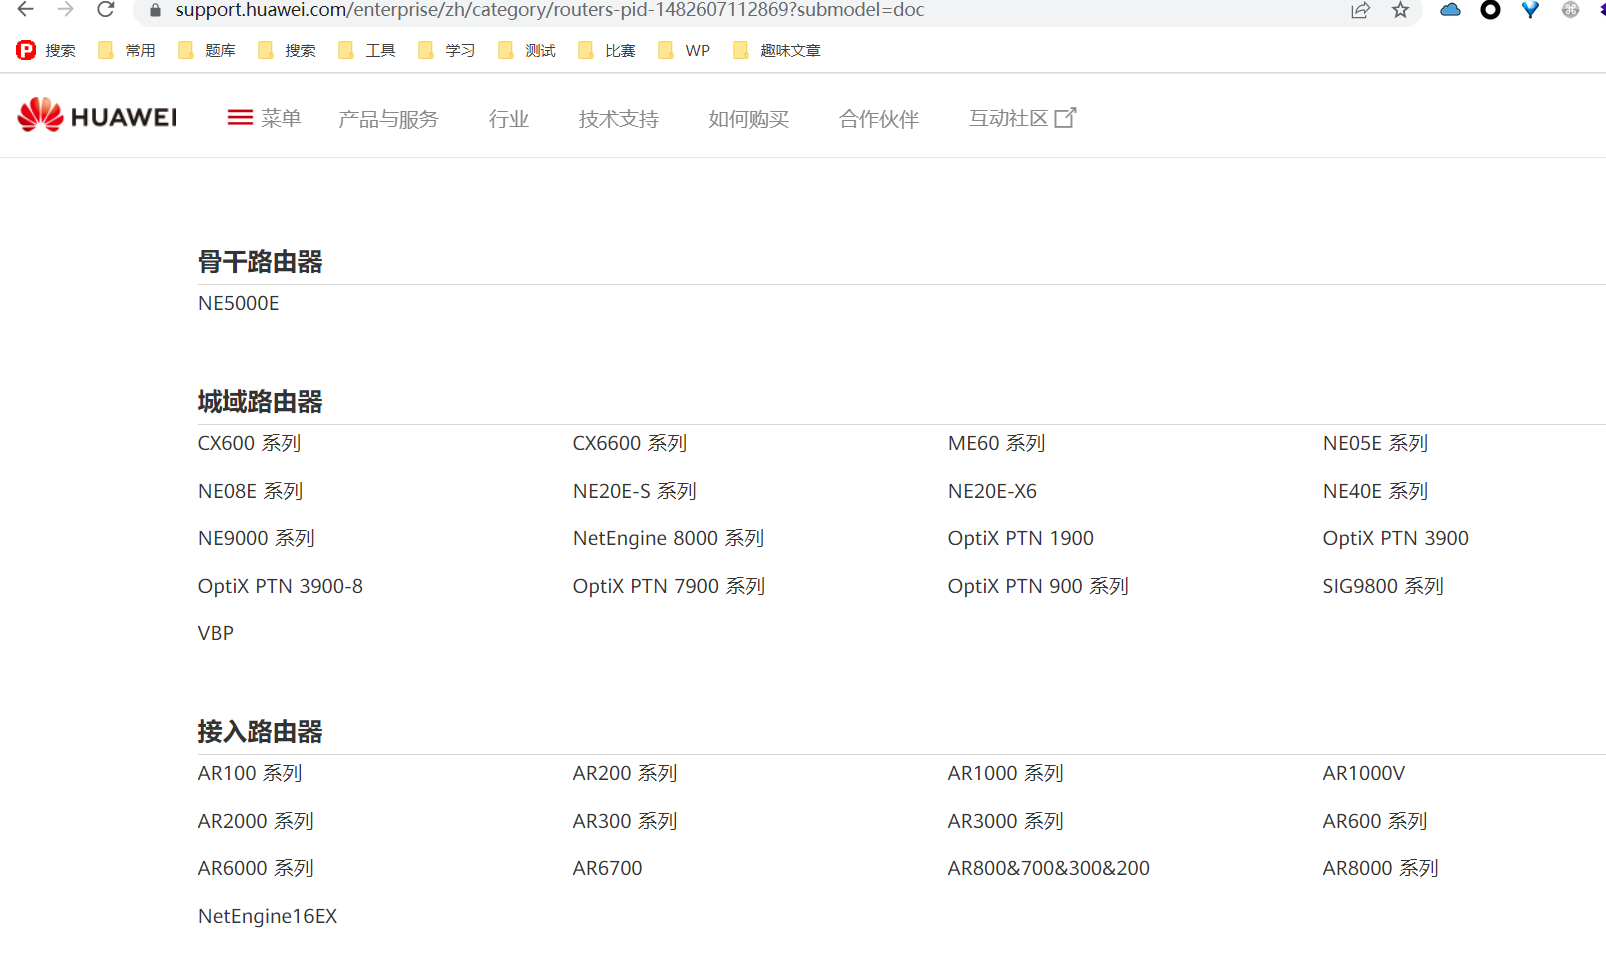 support.huawei.com/enterprise/zh/category/routers-pid-1482607112869?submodel=doc
搜索 常用 题库 搜索 工具 学习 测试 比赛 WP 趣味文章
HUAWEI 菜单 产品与服务 行业 技术支持 如何购买 合作伙伴 互动社区
骨干路由器
NE5000E
城域路由器
CX600 系列 CX6600 系列 ME60 系列 NE05E 系列
NE08E 系列 NE20E-S 系列 NE20E-X6 NE40E 系列
NE9000 系列 NetEngine 8000 系列 OptiX PTN 1900 OptiX PTN 3900
OptiX PTN 3900-8 OptiX PTN 7900 系列 OptiX PTN 900 系列 SIG9800 系列
VBP
接入路由器
AR100 系列 AR200 系列 AR1000 系列 AR1000V
AR2000 系列 AR300 系列 AR3000 系列 AR600 系列
AR6000 系列 AR6700 AR800&700&300&200 AR8000 系列
NetEngine16EX